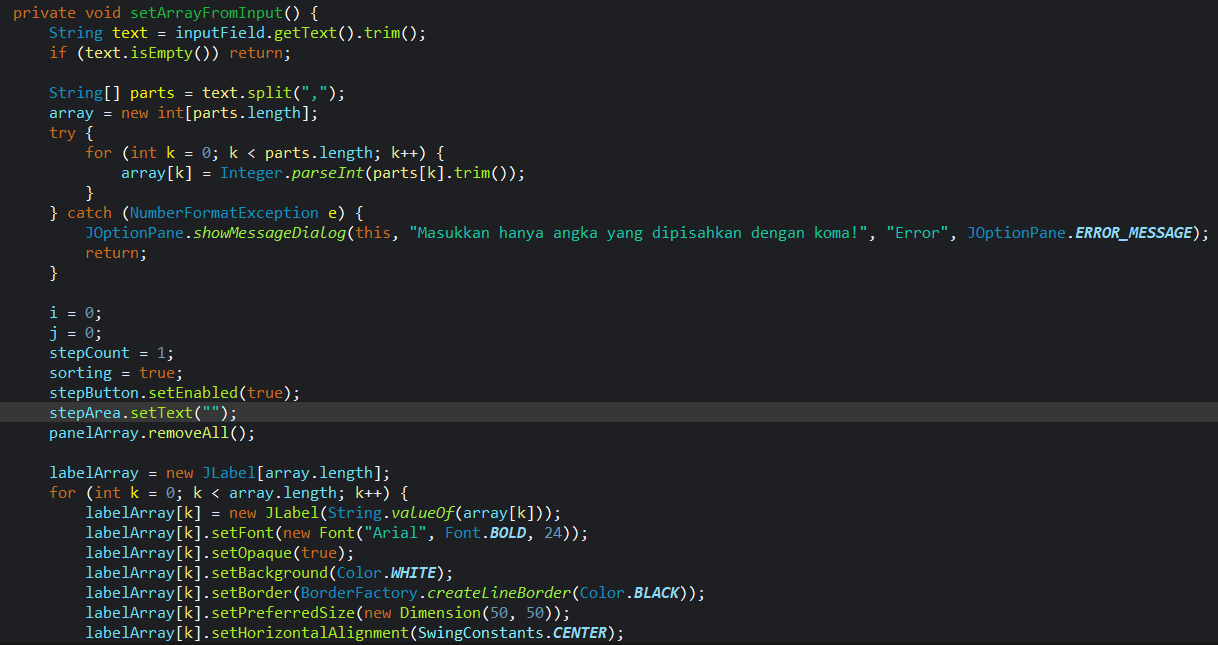 private void setArrayFromInput() {
    String text = inputField.getText().trim();
    if (text.isEmpty()) return;

    String[] parts = text.split(",");
    array = new int[parts.length];
    try {
        for (int k = 0; k < parts.length; k++) {
            array[k] = Integer.parseInt(parts[k].trim());
        }
    } catch (NumberFormatException e) {
        JOptionPane.showMessageDialog(this, "Masukkan hanya angka yang dipisahkan dengan koma!", "Error", JOptionPane.ERROR_MESSAGE);
        return;
    }

    i = 0;
    j = 0;
    stepCount = 1;
    sorting = true;
    stepButton.setEnabled(true);
    stepArea.setText("");
    panelArray.removeAll();

    labelArray = new JLabel[array.length];
    for (int k = 0; k < array.length; k++) {
        labelArray[k] = new JLabel(String.valueOf(array[k]));
        labelArray[k].setFont(new Font("Arial", Font.BOLD, 24));
        labelArray[k].setOpaque(true);
        labelArray[k].setBackground(Color.WHITE);
        labelArray[k].setBorder(BorderFactory.createLineBorder(Color.BLACK));
        labelArray[k].setPreferredSize(new Dimension(50, 50));
        labelArray[k].setHorizontalAlignment(SwingConstants.CENTER);